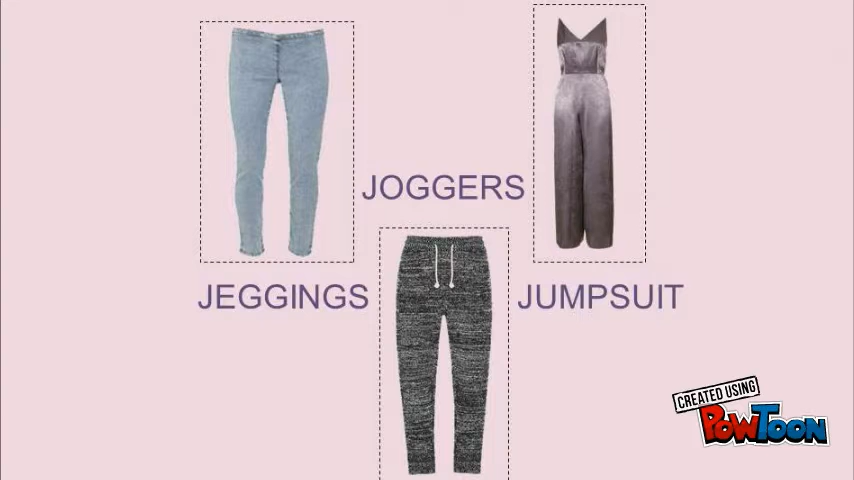 JOGGERS
JEGGINGS
JUMPSUIT
CREATED USING
POWTOON